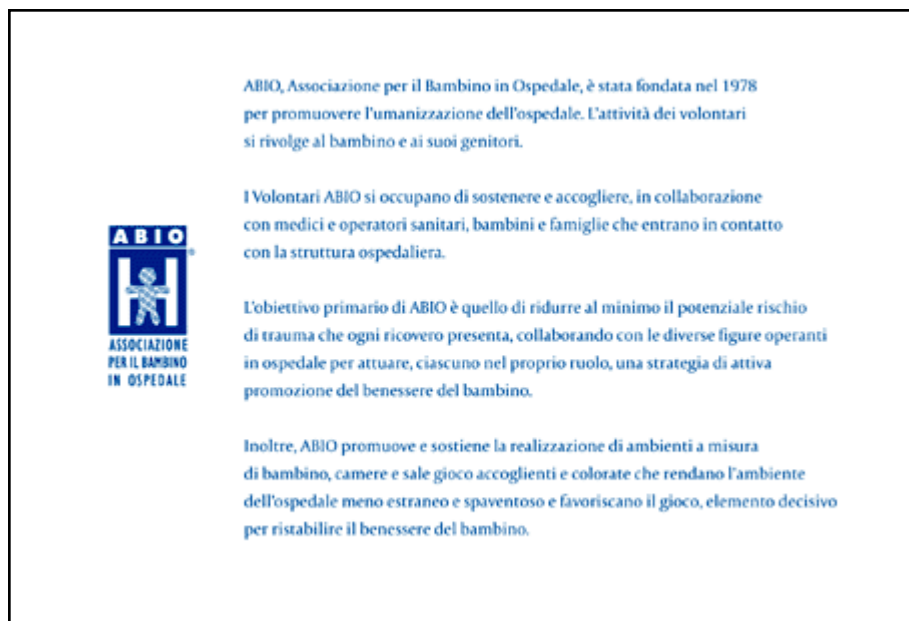 ABIO, Associazione per il Bambino in Ospedale, è stata fondata nel 1978
per promuovere l'umanizzazione dell'ospedale. L'attività dei volontari
si rivolge al bambino e ai suoi genitori.
I Volontari ABIO si occupano di sostenere e accogliere, in collaborazione
con medici e operatori sanitari, bambini e famiglie che entrano in contatto
con la struttura ospedaliera.
L'obiettivo primario di ABIO è quello di ridurre al minimo il potenziale rischio
di trauma che ogni ricovero presenta, collaborando con le diverse figure operanti
in ospedale per attuare, ciascuno nel proprio ruolo, una strategia di attiva
promozione del benessere del bambino.
Inoltre, ABIO promuove e sostiene la realizzazione di ambienti a misura
di bambino, camere e sale gioco accoglienti e colorate che rendano l'ambiente
dell'ospedale meno estraneo e spaventoso e favoriscano il gioco, elemento decisivo
per ristabilire il benessere del bambino.
ABIO
H ®
ASSOCIAZIONE
PER IL BAMBINO
IN OSPEDALE